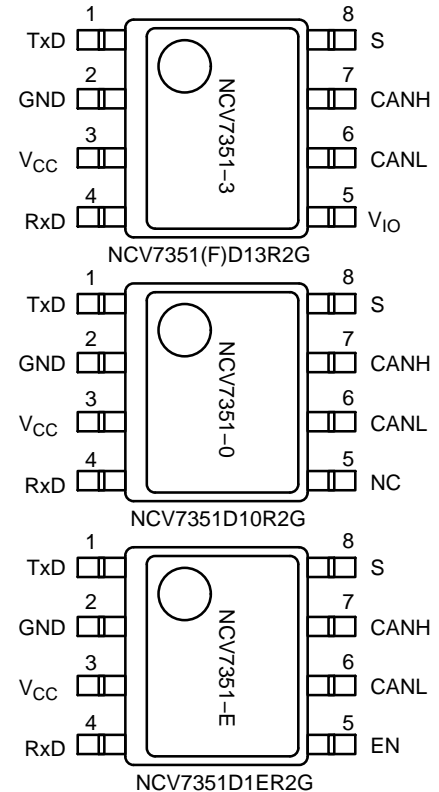 1 8
TxD S
2 7
GND NCV7351−3 CANH
3 6
VCC CANL
4 5
RxD VIO
NCV7351(F)D13R2G
1 8
TxD S
2 7
GND NCV7351−0 CANH
3 6
VCC CANL
4 5
RxD NC
NCV7351D10R2G
1 8
TxD S
2 7
GND NCV7351−E CANH
3 6
VCC CANL
4 5
RxD EN
NCV7351D1ER2G